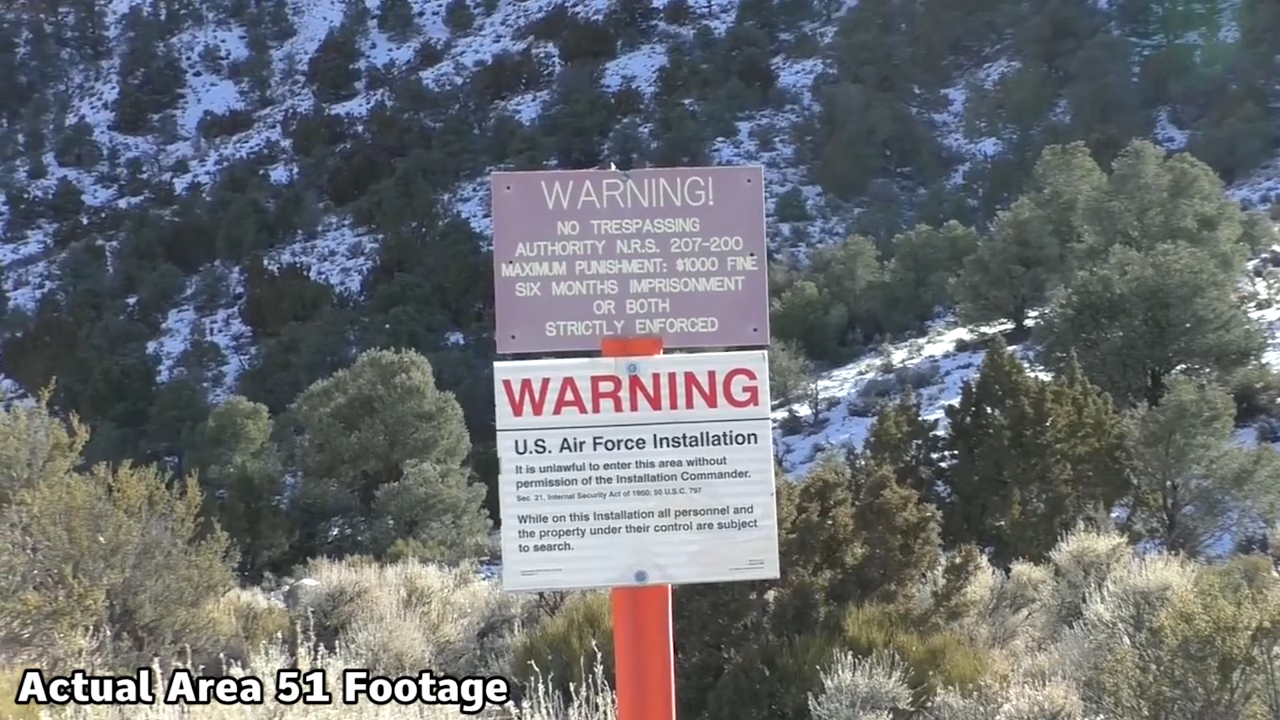 WARNING!
NO TRESPASSING
AUTHORITY N.R.S. 207-200
MAXIMUM PUNISHMENT: $1000 FINE
SIX MONTHS IMPRISONMENT
OR BOTH
STRICTLY ENFORCED
WARNING
U.S. Air Force Installation
It is unlawful to enter this area without
permission of the Installation Commander.
Sec. 21, Internal Security Act of 1950; 50 U.S.C. 797
While on this Installation all personnel and
the property under their control are subject
to search.
Actual Area 51 Footage